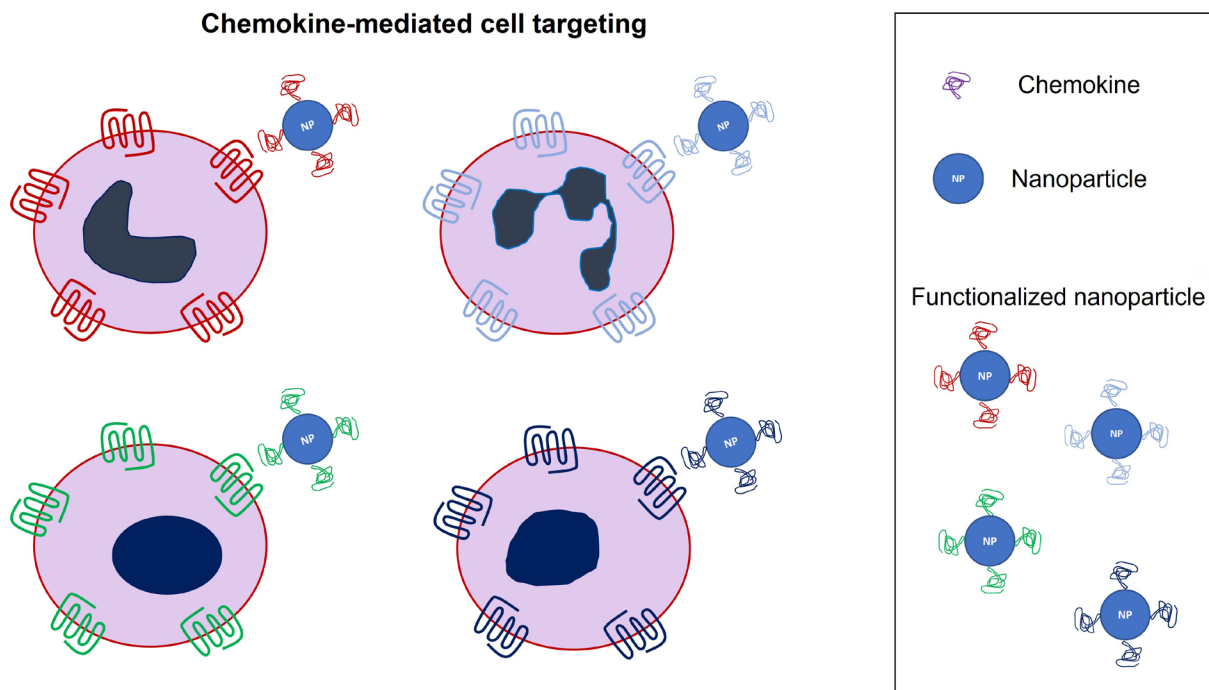 Chemokine-mediated cell targeting
NP
NP
NP
NP
Chemokine
NP
Nanoparticle
Functionalized nanoparticle
NP
NP
NP
NP